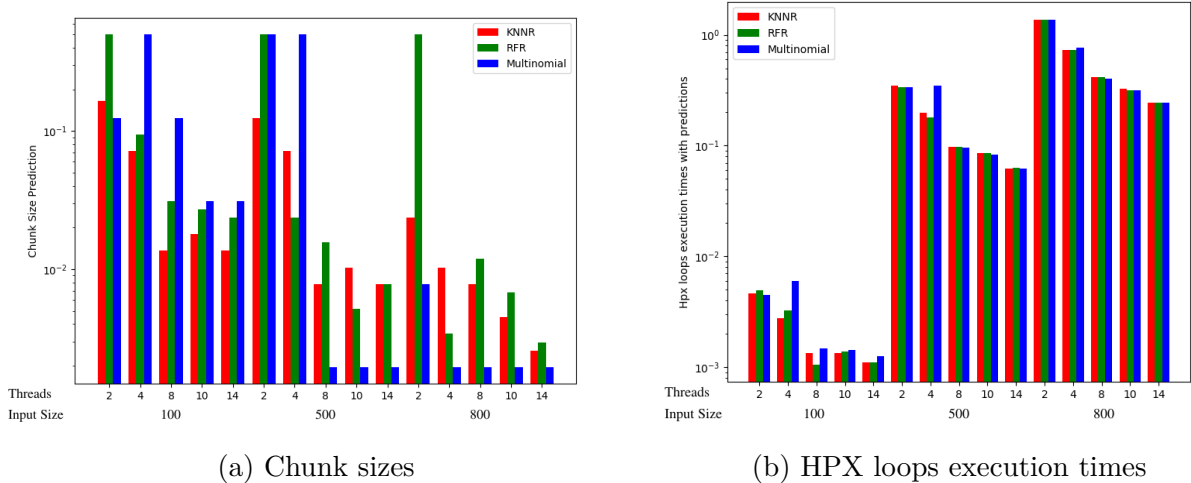 KNNR
RFR
Multinomial
Chunk Size Prediction
10^{-1}
10^{-2}
Threads 2 4 8 10 14 2 4 8 10 14 2 4 8 10 14
Input Size 100 500 800
(a) Chunk sizes
KNNR
RFR
Multinomial
Hpx loops execution times with predictions
10^{0}
10^{-1}
10^{-2}
10^{-3}
Threads 2 4 8 10 14 2 4 8 10 14 2 4 8 10 14
Input Size 100 500 800
(b) HPX loops execution times